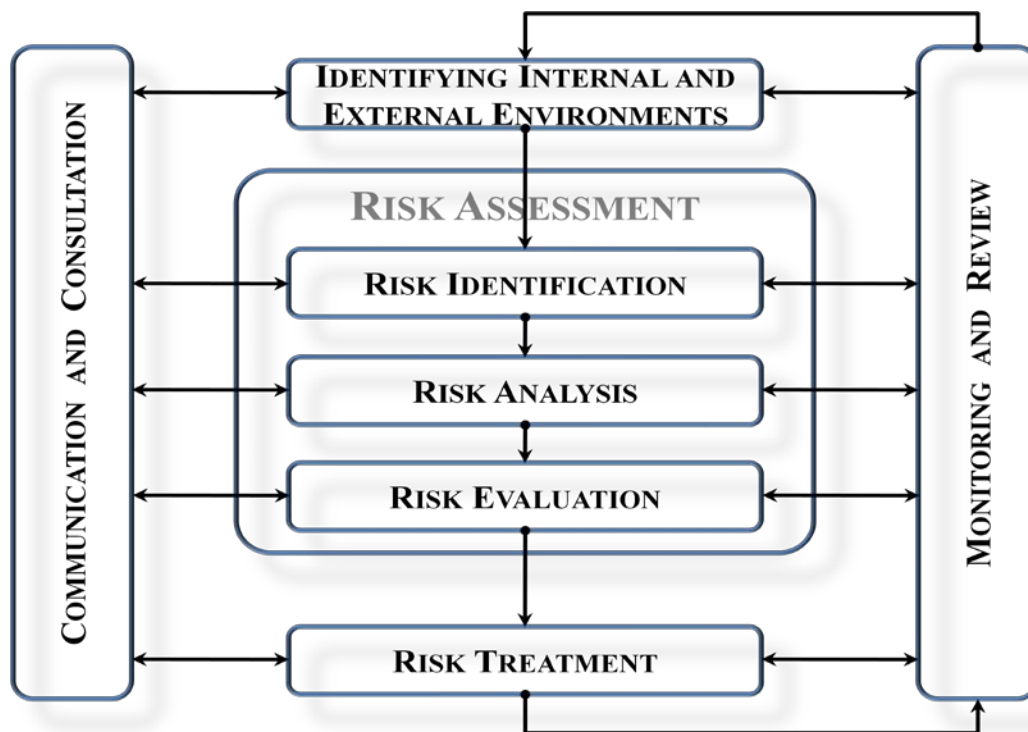 IDENTIFYING INTERNAL AND
EXTERNAL ENVIRONMENTS
RISK ASSESSMENT
RISK IDENTIFICATION
RISK ANALYSIS
RISK EVALUATION
RISK TREATMENT
COMMUNICATION AND CONSULTATION
MONITORING AND REVIEW